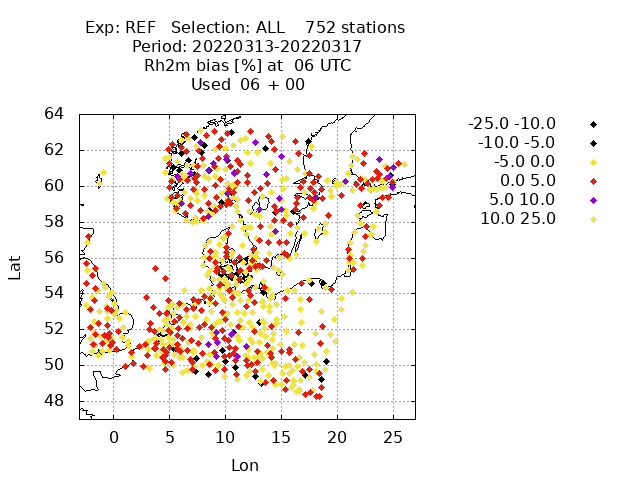 Exp: REF Selection: ALL 752 stations
Period: 20220313-20220317
Rh2m bias [%] at 06 UTC
Used 06 + 00
-25.0 -10.0
-10.0 -5.0
-5.0 0.0
0.0 5.0
5.0 10.0
10.0 25.0
64
62
60
58
56
54
52
50
48
Lat
0 5 10 15 20 25
Lon